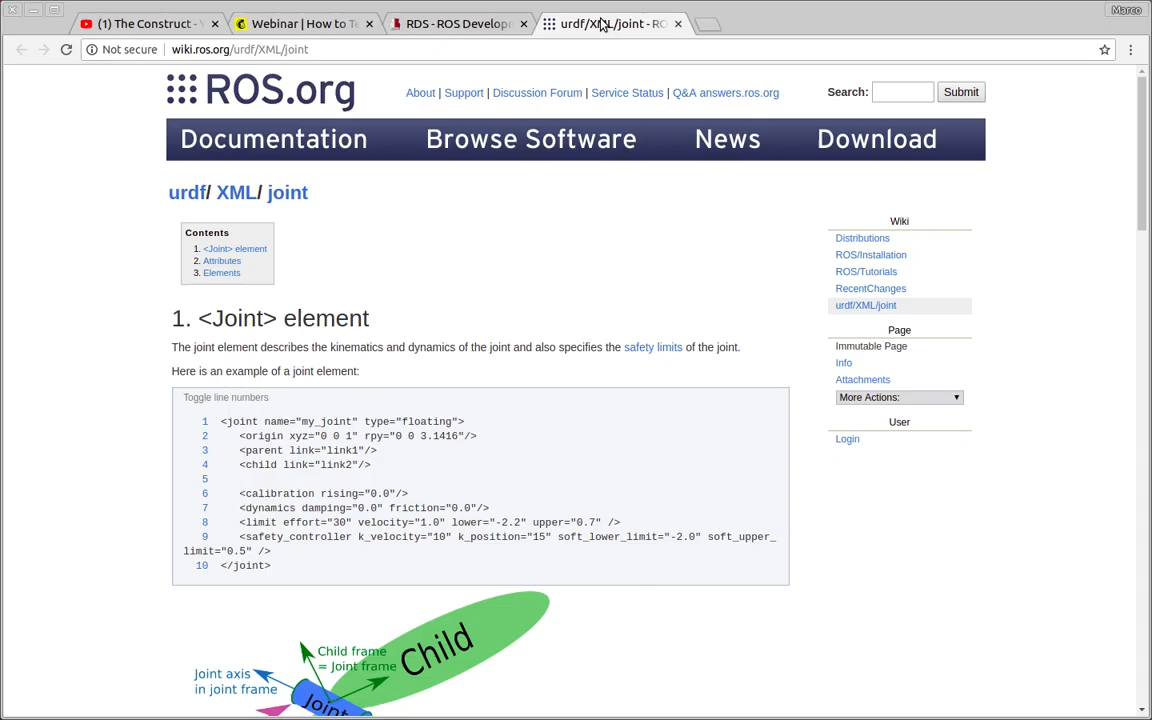 (1) The Construct - Y
Webinar | How to Te
RDS - ROS Develop
urdf/XML/joint - RO
Marco
Not secure | wiki.ros.org/urdf/XML/joint
ROS.org
About | Support | Discussion Forum | Service Status | Q&A answers.ros.org
Search: Submit
Documentation Browse Software News Download
urdf/ XML/ joint
Contents
1. <Joint> element
2. Attributes
3. Elements
1. <Joint> element
The joint element describes the kinematics and dynamics of the joint and also specifies the safety limits of the joint.
Here is an example of a joint element:
Toggle line numbers
1 <joint name="my_joint" type="floating">
2 <origin xyz="0 0 1" rpy="0 0 3.1416"/>
3 <parent link="link1"/>
4 <child link="link2"/>
5
6 <calibration rising="0.0"/>
7 <dynamics damping="0.0" friction="0.0"/>
8 <limit effort="30" velocity="1.0" lower="-2.2" upper="0.7" />
9 <safety_controller k_velocity="10" k_position="15" soft_lower_limit="-2.0" soft_upper_
limit="0.5" />
10 </joint>
Child
Child frame
= Joint frame
Joint axis
in joint frame
Joint
Wiki
Distributions
ROS/Installation
ROS/Tutorials
RecentChanges
urdf/XML/joint
Page
Immutable Page
Info
Attachments
More Actions:
User
Login